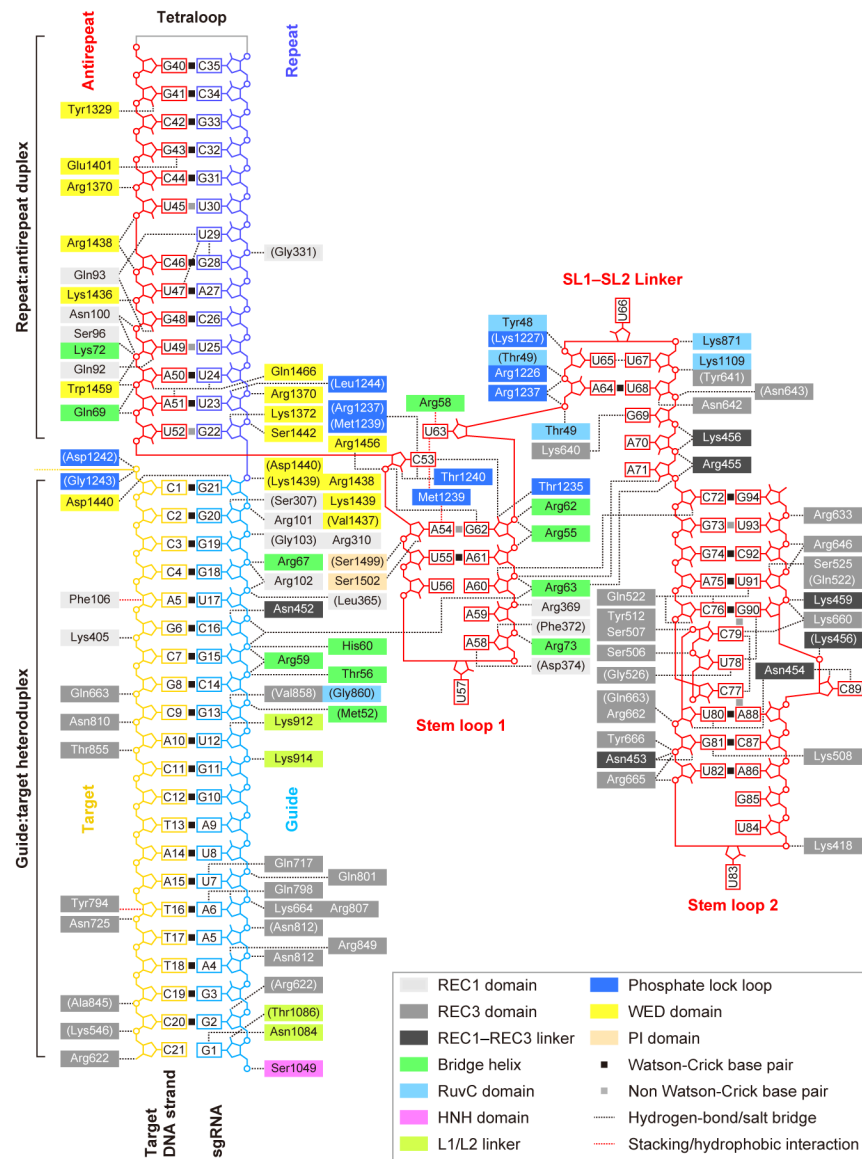 Tetraloop
Antirepeat
Repeat
Repeat:antirepeat duplex
G40 C35
G41 C34
Tyr1329
C42 G33
G43 C32
Glu1401
C44 G31
Arg1370
U45 U30
U29
Arg1438
(Gly331)
C46 G28
Gln93
U47 A27
Lys1436
Asn100
G48 C26
Ser96
U49 U25
Lys72
Gln92
A50 U24
Trp1459
A51 U23
Gln69
U52 G22
Gln1466
(Leu1244)
Arg1370
Lys1372
(Arg1237)
(Met1239)
Ser1442
Arg1456
SL1–SL2 Linker
U66
Tyr48
(Lys1227)
(Thr49)
Arg1226
Arg1237
U65 U67
A64 U68
Lys871
Lys1109
(Tyr641)
(Asn643)
Asn642
G69
Arg58
U63
Thr49
Lys640
A70
A71
Lys456
Arg455
C53
Thr1240
Met1239
Thr1235
Arg62
Arg55
A54 G62
U55 A61
U56 A60
A59
A58
U57
Stem loop 1
Arg63
Arg369
(Phe372)
Arg73
(Asp374)
(Ser1499)
Ser1502
Guide:target heteroduplex
(Asp1242)
(Gly1243)
Asp1440
(Asp1440)
(Lys1439) Arg1438
(Ser307) Lys1439
Arg101 (Val1437)
(Gly103) Arg310
Arg67
Arg102
(Leu365)
Asn452
C1 G21
C2 G20
C3 G19
C4 G18
A5 U17
Phe106
G6 C16
Lys405
C7 G15
His60
Arg59
Thr56
G8 C14
Gln663
(Val858) (Gly860)
C9 G13
(Met52)
Asn810
Lys912
A10 U12
Thr855
Lys914
C11 G11
C12 G10
Target
Guide
T13 A9
A14 U8
A15 U7
Gln717
Gln801
Gln798
Tyr794
T16 A6
Lys664 Arg807
Asn725
(Asn812)
T17 A5
Arg849
Asn812
T18 A4
(Arg622)
C19 G3
(Ala845)
(Thr1086)
C20 G2
(Lys546)
Asn1084
C21 G1
Arg622
Ser1049
Target
DNA strand
sgRNA
C72 G94
Arg633
G73 U93
Arg646
G74 C92
Ser525
(Gln522)
A75 U91
Gln522
Lys459
C76 G90
Tyr512
Lys660
Ser507
C79
(Lys456)
Ser506
U78
Asn454
(Gly526)
C77
C89
(Gln663)
Arg662
U80 A88
Tyr666
G81 C87
Asn453
Lys508
Arg665
U82 A86
G85
U84
Lys418
U83
Stem loop 2
REC1 domain
REC3 domain
REC1–REC3 linker
Bridge helix
RuvC domain
HNH domain
L1/L2 linker
Phosphate lock loop
WED domain
PI domain
Watson-Crick base pair
Non Watson-Crick base pair
Hydrogen-bond/salt bridge
Stacking/hydrophobic interaction